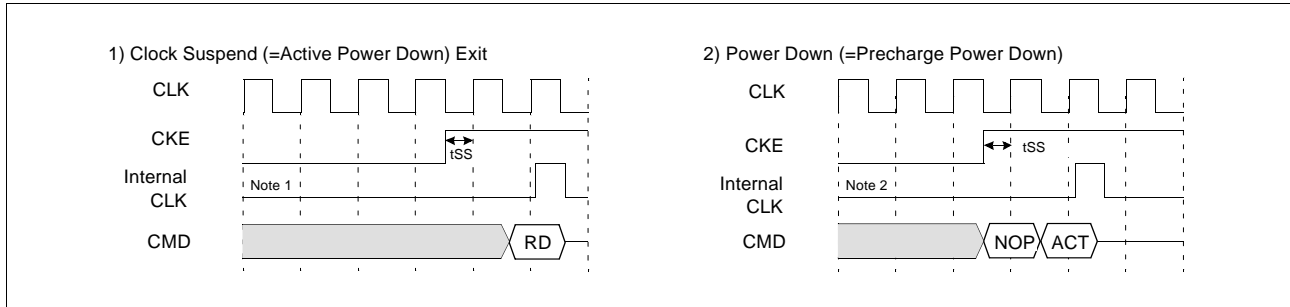 1) Clock Suspend (=Active Power Down) Exit
CLK
CKE
tSS
Internal
CLK
Note 1
CMD
RD
2) Power Down (=Precharge Power Down)
CLK
CKE
tSS
Internal
CLK
Note 2
CMD
NOP
ACT